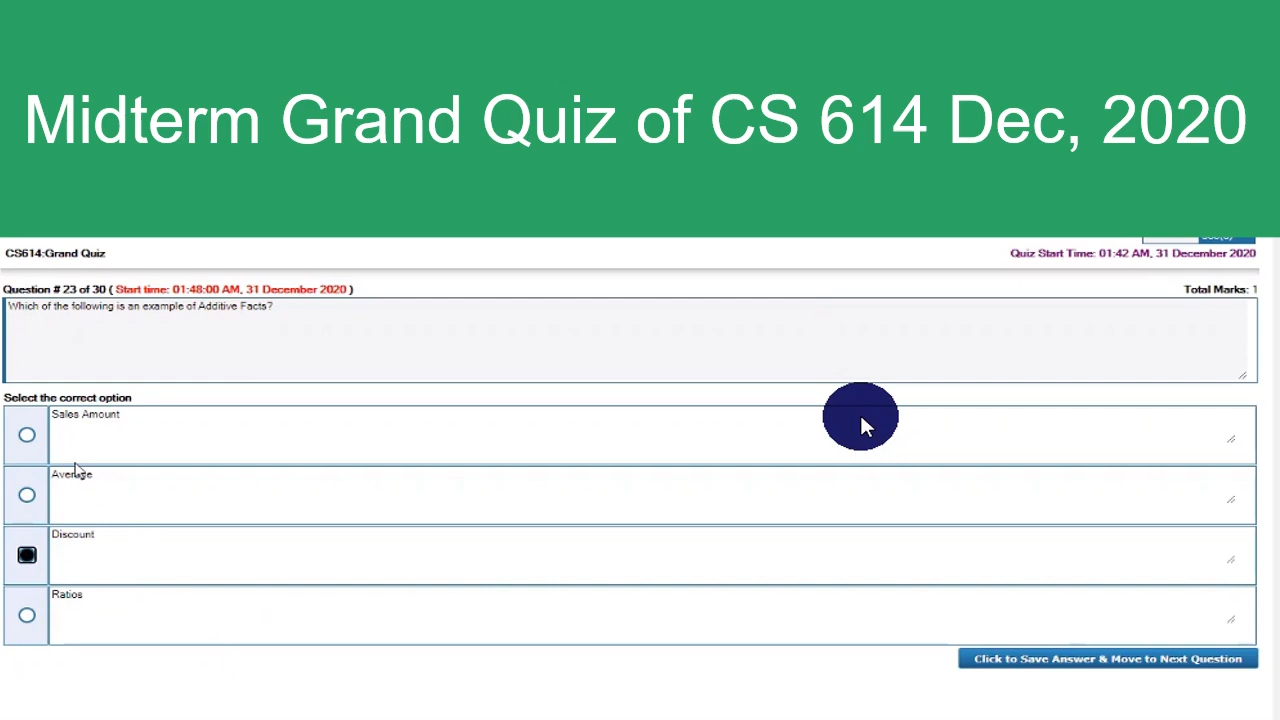 Midterm Grand Quiz of CS 614 Dec, 2020
CS614:Grand Quiz
Quiz Start Time: 01:42 AM, 31 December 2020
Question # 23 of 30 ( Start time: 01:48:00 AM, 31 December 2020 )
Total Marks: 1
Which of the following is an example of Additive Facts?
Select the correct option
Sales Amount
Average
Discount
Ratios
Click to Save Answer & Move to Next Question